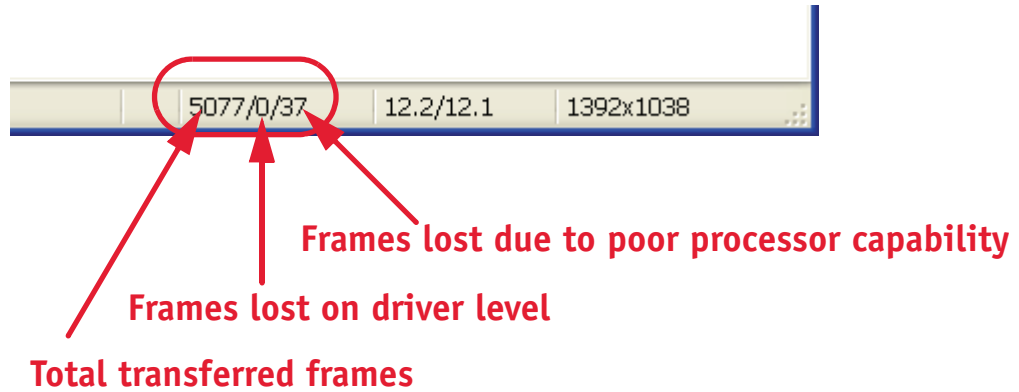 5077/0/37 12.2/12.1 1392x1038
Frames lost due to poor processor capability
Frames lost on driver level
Total transferred frames